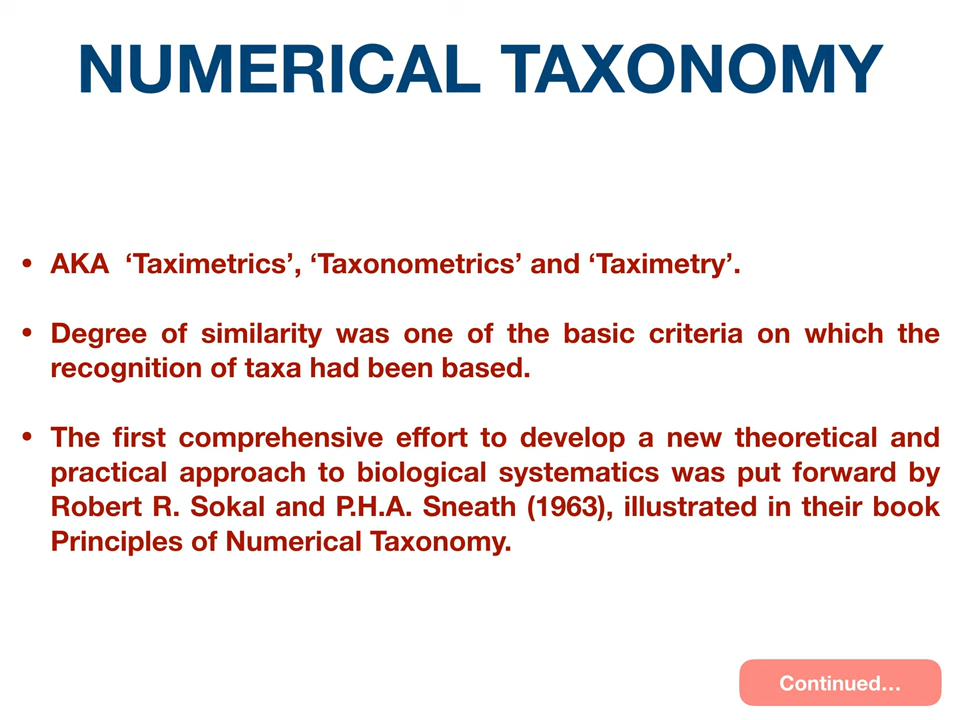 NUMERICAL TAXONOMY
• AKA ‘Taximetrics’, ‘Taxonometrics’ and ‘Taximetry’.
• Degree of similarity was one of the basic criteria on which the
recognition of taxa had been based.
• The first comprehensive effort to develop a new theoretical and
practical approach to biological systematics was put forward by
Robert R. Sokal and P.H.A. Sneath (1963), illustrated in their book
Principles of Numerical Taxonomy.
Continued…